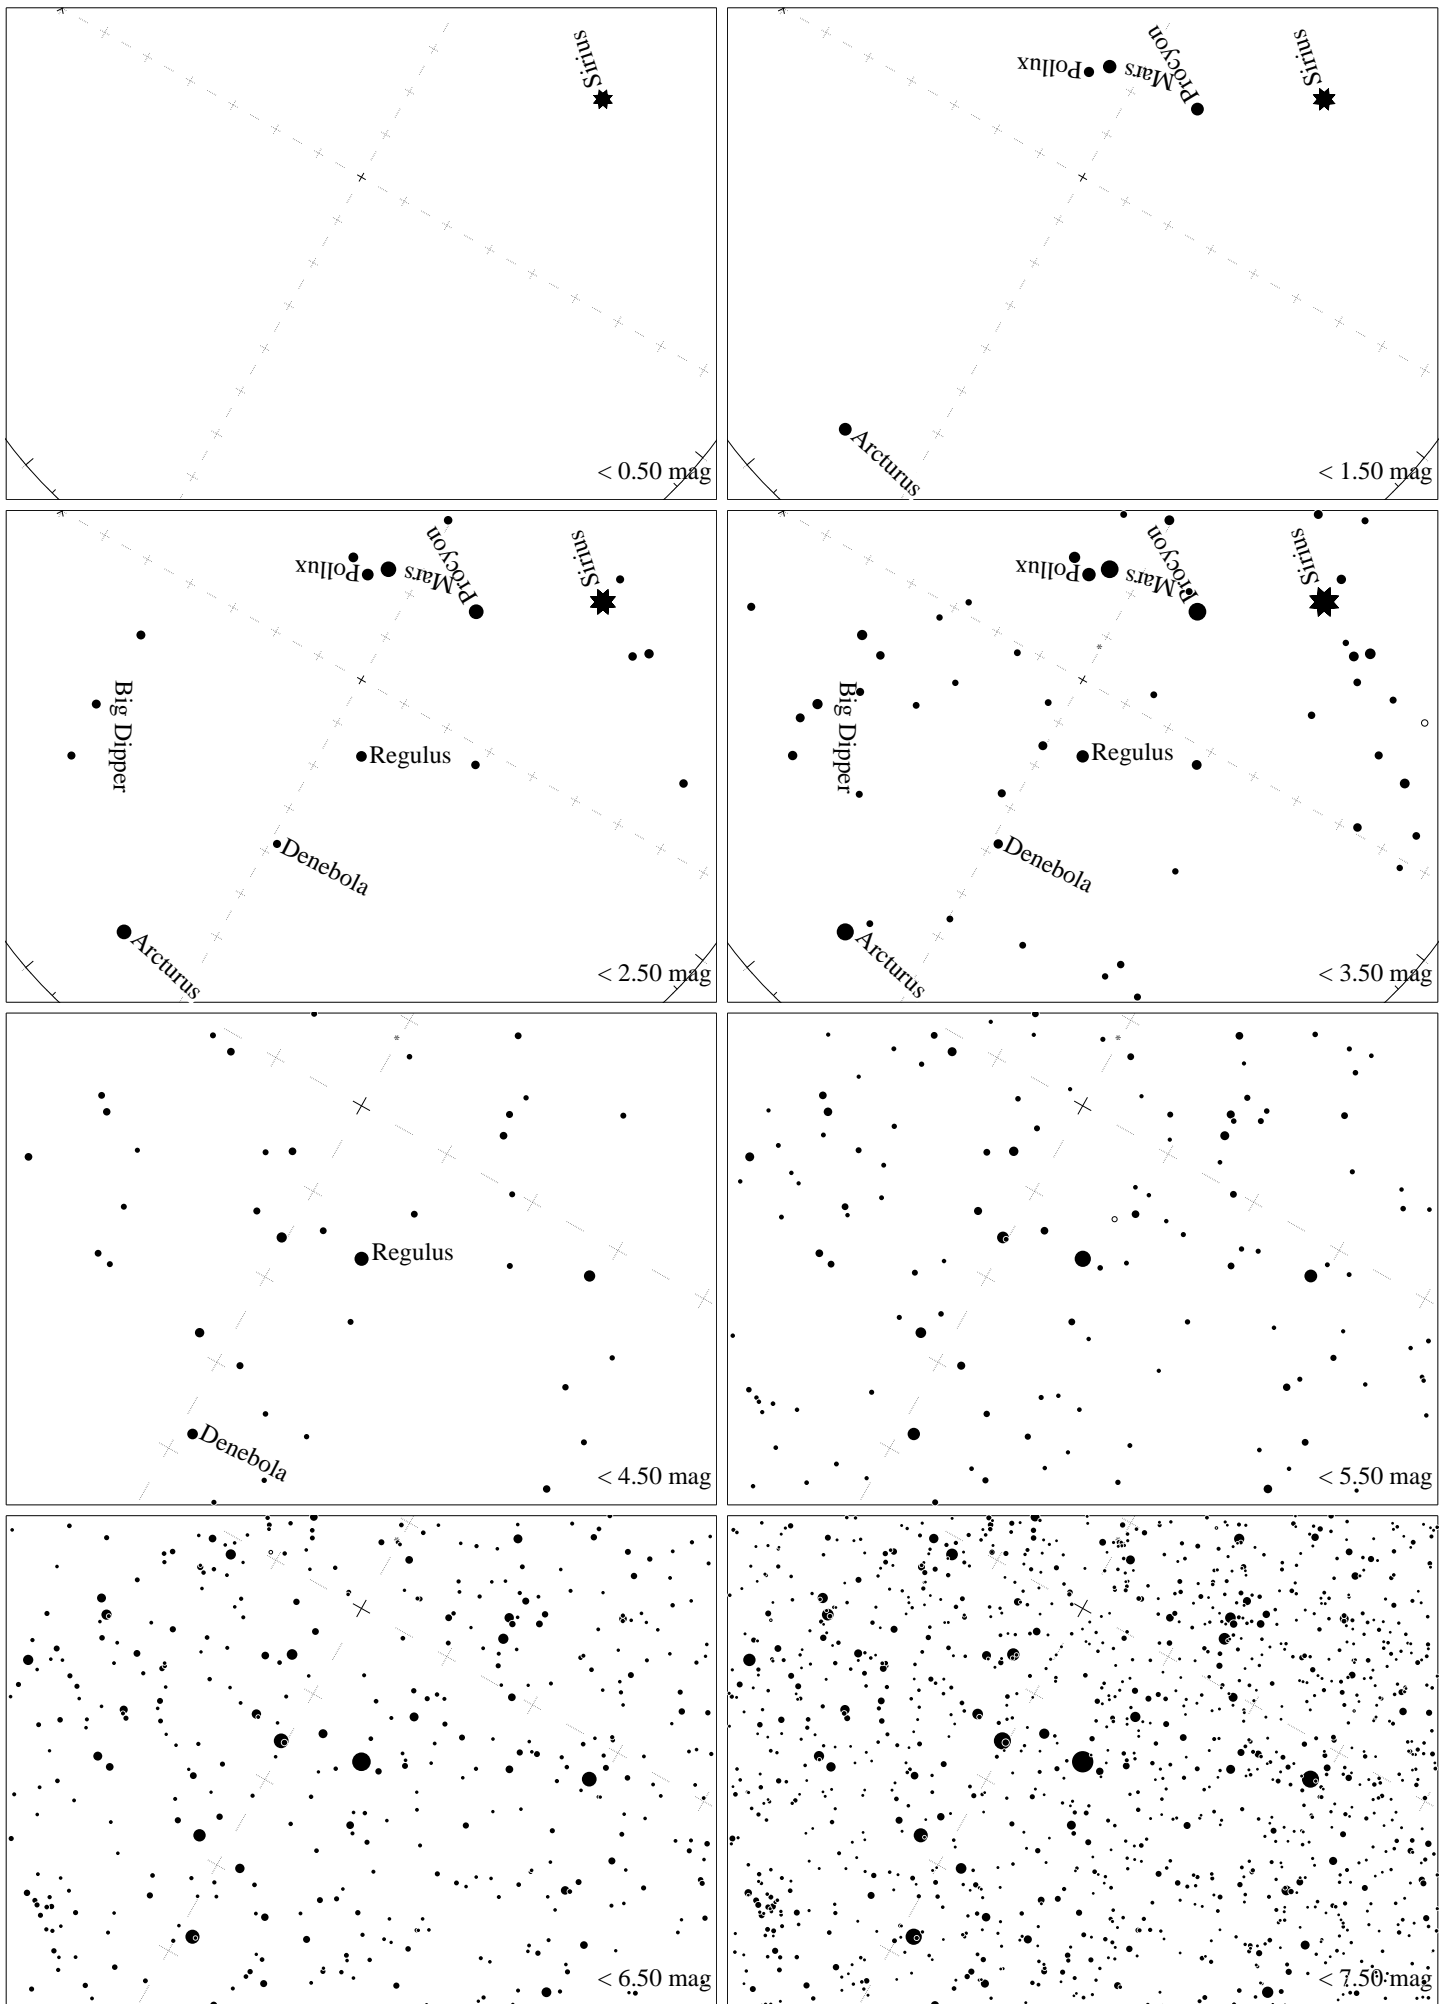 Sirius
< 0.50 mag
Pollux
Mars
Procyon
Sirius
Arcturus
< 1.50 mag
Pollux
Mars
Procyon
Sirius
Big Dipper
Regulus
Denebola
Arcturus
< 2.50 mag
Pollux
Mars
Procyon
Sirius
Big Dipper
Regulus
Denebola
Arcturus
< 3.50 mag
Regulus
Denebola
< 4.50 mag
< 5.50 mag
< 6.50 mag
< 7.50 mag